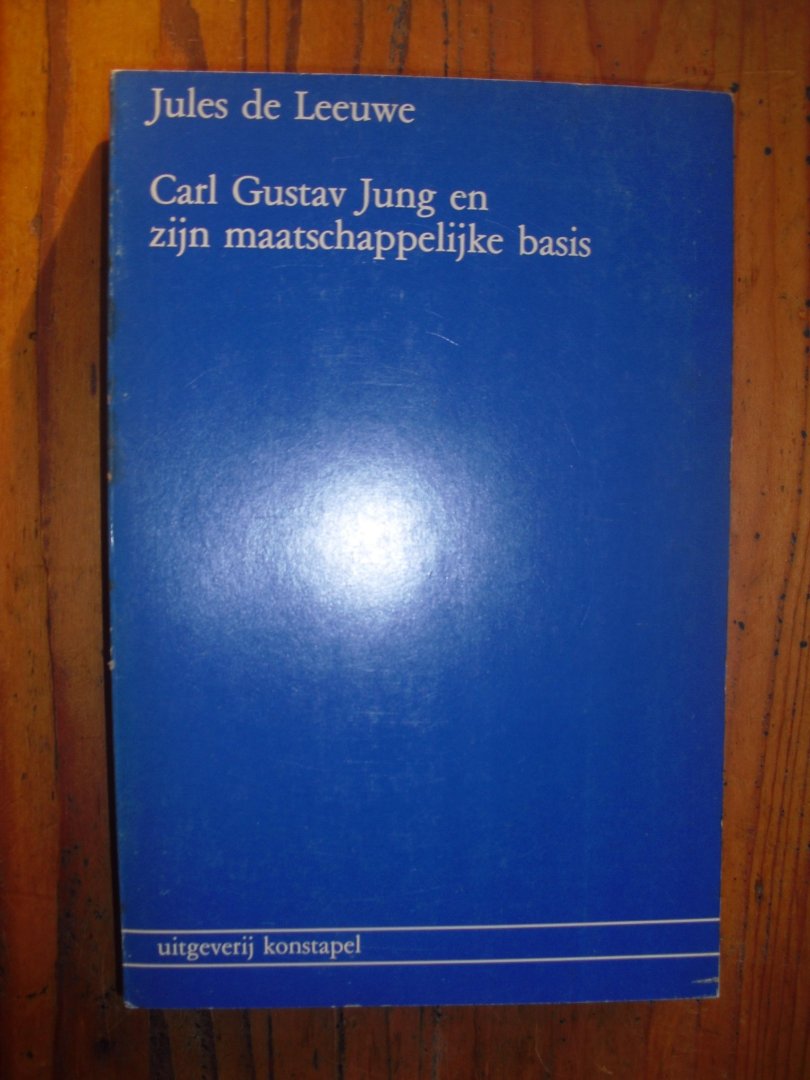 Jules de Leeuwe
Carl Gustav Jung en
zijn maatschappelijke basis
uitgeverij konstapel